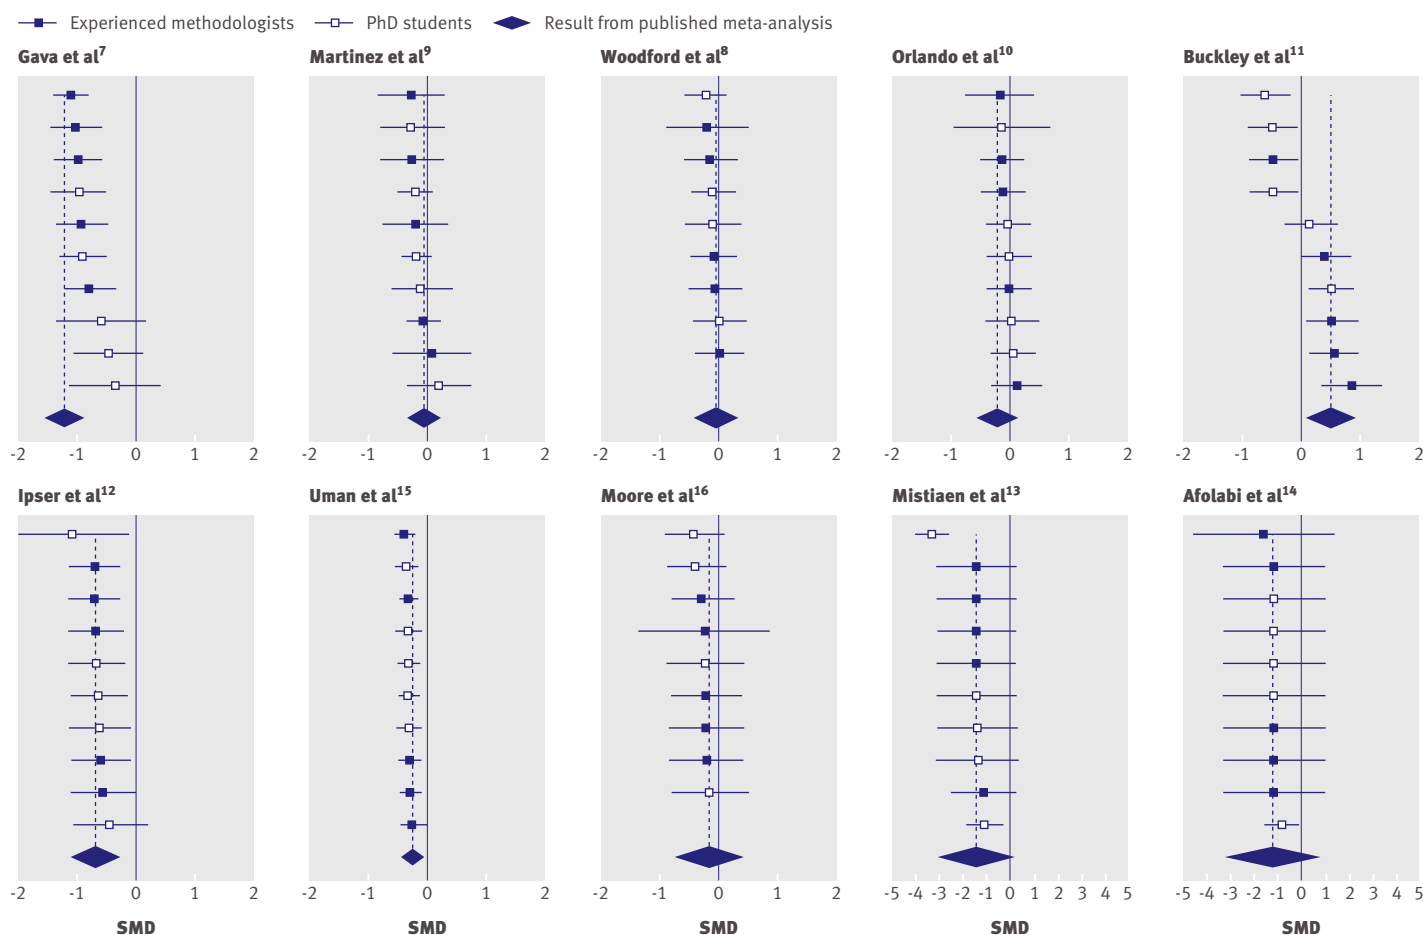 Experienced methodologists PhD students Result from published meta-analysis
Gava et al7 Martinez et al9 Woodford et al8 Orlando et al10 Buckley et al11
-2 -1 0 1 2 -2 -1 0 1 2 -2 -1 0 1 2 -2 -1 0 1 2 -2 -1 0 1 2
Ipser et al12 Uman et al15 Moore et al16 Mistiaen et al13 Afolabi et al14
-2 -1 0 1 2 -2 -1 0 1 2 -2 -1 0 1 2 -5 -4 -3 -2 -1 0 1 2 3 4 5 -5 -4 -3 -2 -1 0 1 2 3 4 5
SMD SMD SMD SMD SMD